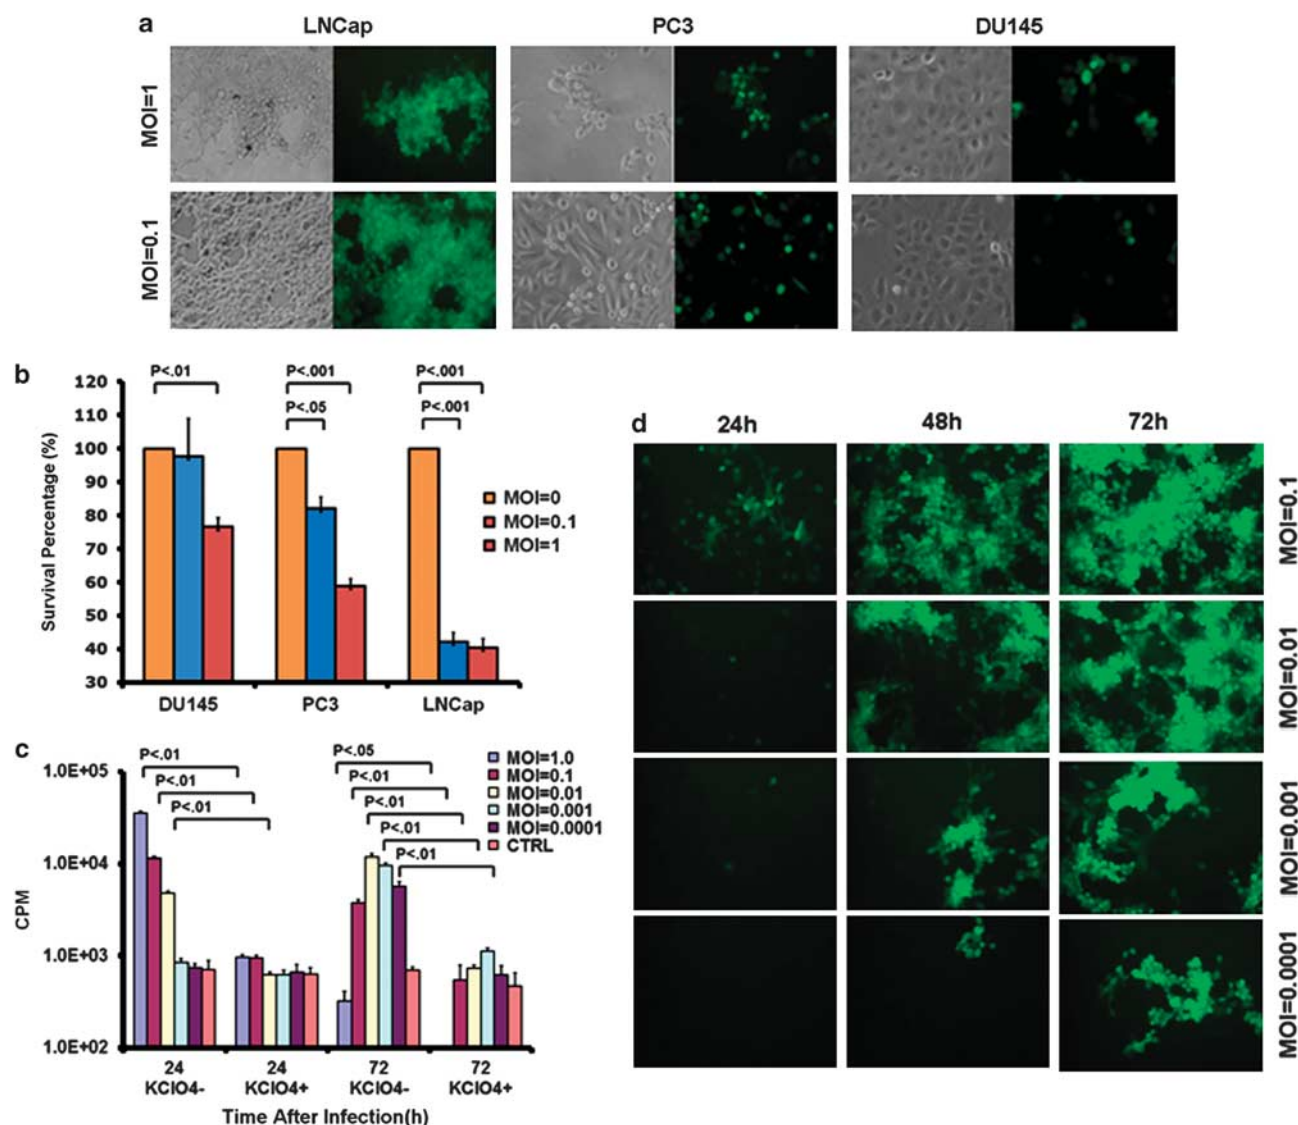 a
LNCap
PC3
DU145
MOI=1
MOI=0.1
b
P<.01
P<.001
P<.05
P<.001
P<.001
120
110
100
90
80
70
60
50
40
30
Survival Percentage (%)
MOI=0
MOI=0.1
MOI=1
DU145
PC3
LNCap
c
P<.01
P<.01
P<.01
P<.05
P<.01
P<.01
P<.01
P<.01
MOI=1.0
MOI=0.1
MOI=0.01
MOI=0.001
MOI=0.0001
CTRL
1.0E+05
1.0E+04
1.0E+03
1.0E+02
CPM
24 KClO4-
24 KClO4+
72 KClO4-
72 KClO4+
Time After Infection(h)
d
24h
48h
72h
MOI=0.1
MOI=0.01
MOI=0.001
MOI=0.0001